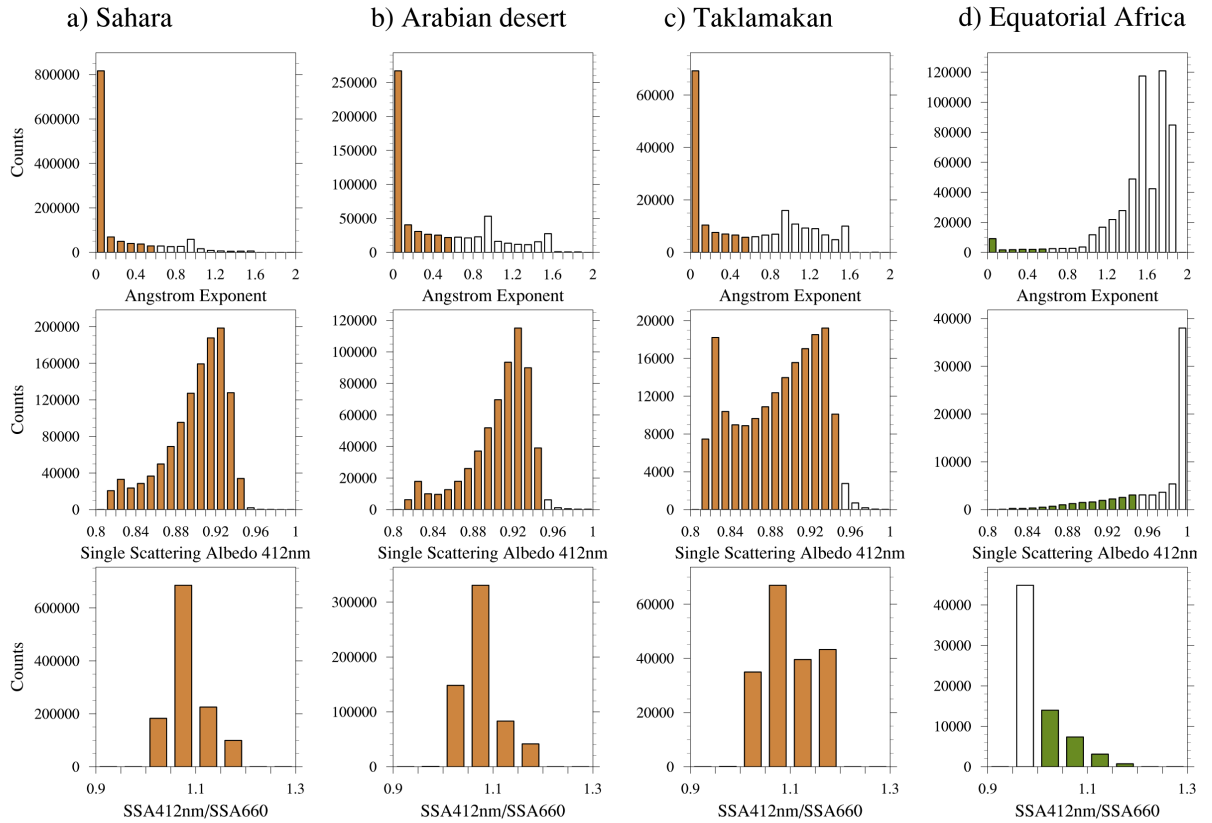 a) Sahara
b) Arabian desert
c) Taklamakan
d) Equatorial Africa
800000
600000
400000
200000
0
Counts
0 0.4 0.8 1.2 1.6 2
Angstrom Exponent
250000
200000
150000
100000
50000
0
0 0.4 0.8 1.2 1.6 2
Angstrom Exponent
60000
40000
20000
0
0 0.4 0.8 1.2 1.6 2
Angstrom Exponent
120000
100000
80000
60000
40000
20000
0
0 0.4 0.8 1.2 1.6 2
Angstrom Exponent
200000
160000
120000
80000
40000
0
Counts
0.8 0.84 0.88 0.92 0.96 1
Single Scattering Albedo 412nm
120000
100000
80000
60000
40000
20000
0
0.8 0.84 0.88 0.92 0.96 1
Single Scattering Albedo 412nm
20000
16000
12000
8000
4000
0
0.8 0.84 0.88 0.92 0.96 1
Single Scattering Albedo 412nm
40000
30000
20000
10000
0
0.8 0.84 0.88 0.92 0.96 1
Single Scattering Albedo 412nm
600000
400000
200000
0
Counts
0.9 1.1 1.3
SSA412nm/SSA660
300000
200000
100000
0
0.9 1.1 1.3
SSA412nm/SSA660
60000
40000
20000
0
0.9 1.1 1.3
SSA412nm/SSA660
40000
30000
20000
10000
0
0.9 1.1 1.3
SSA412nm/SSA660